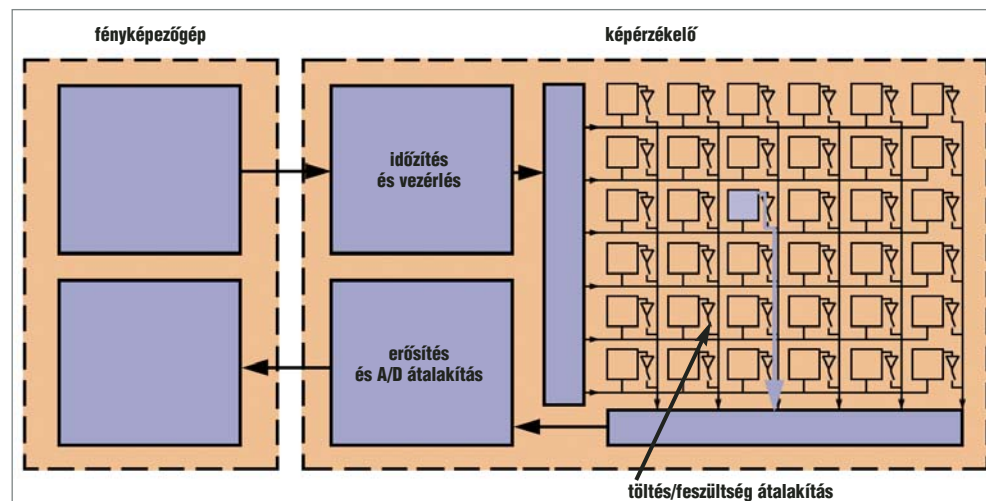 fényképezőgép
képérzékelő
időzítés
és vezérlés
erősítés
és A/D átalakítás
töltés/feszültség átalakítás